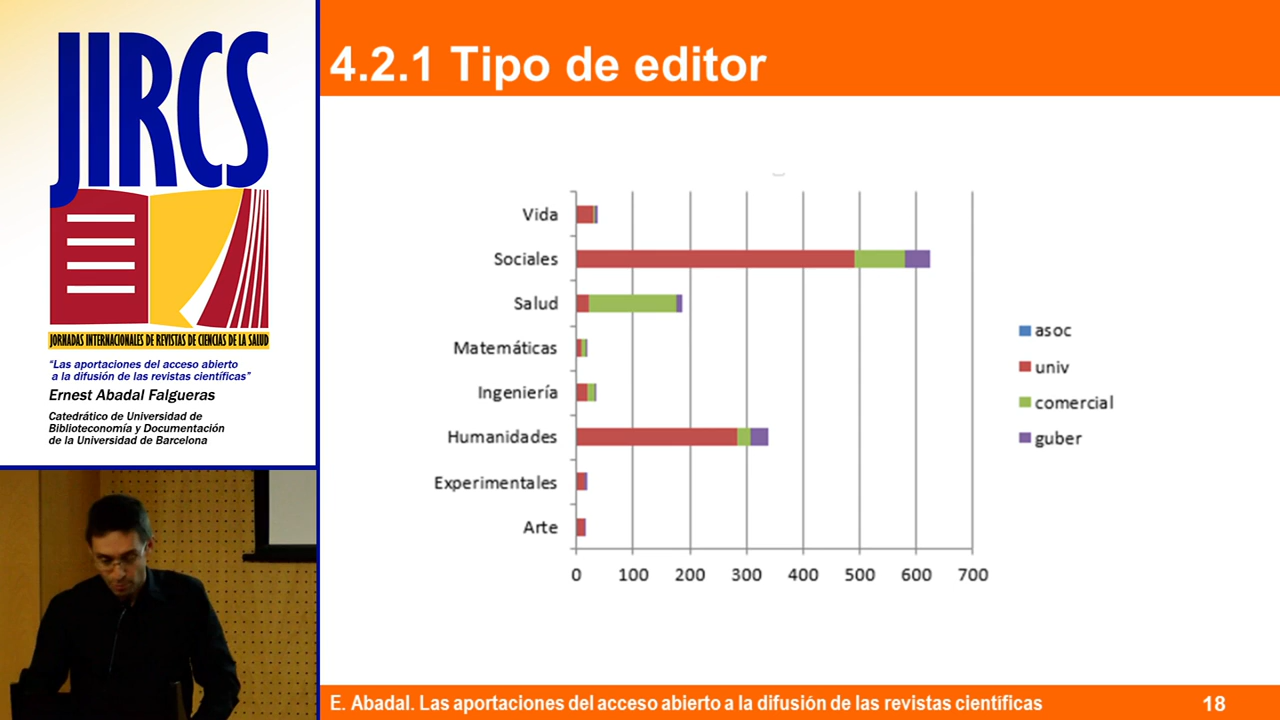 JIRCS
JORNADAS INTERNACIONALES DE REVISTAS DE CIENCIAS DE LA SALUD
“Las aportaciones del acceso abierto
a la difusión de las revistas científicas”
Ernest Abadal Falgueras
Catedrático de Universidad de
Biblioteconomía y Documentación
de la Universidad de Barcelona
4.2.1 Tipo de editor
Vida
Sociales
Salud
Matemáticas
Ingeniería
Humanidades
Experimentales
Arte
0 100 200 300 400 500 600 700
asoc
univ
comercial
guber
E. Abadal. Las aportaciones del acceso abierto a la difusión de las revistas científicas 18